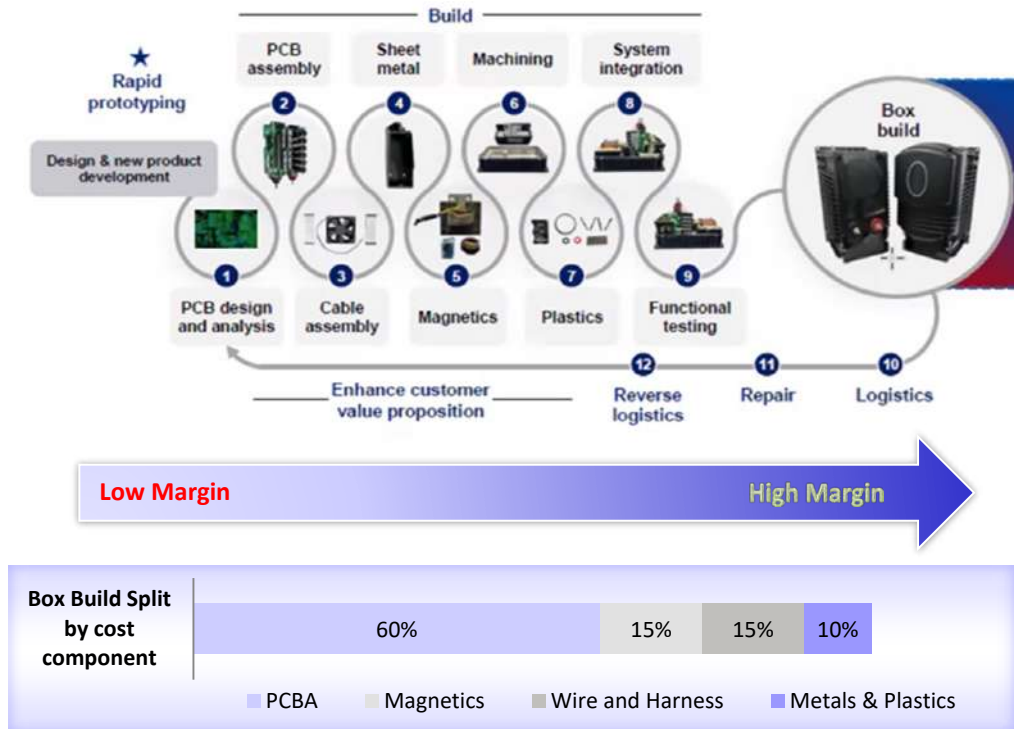 Build
★
Rapid
prototyping
PCB
assembly
Sheet
metal
Machining
System
integration
2
4
6
8
Box
build
Design & new product
development
1
3
5
7
9
PCB design
and analysis
Cable
assembly
Magnetics
Plastics
Functional
testing
12
11
10
Enhance customer
value proposition
Reverse
logistics
Repair
Logistics
Low Margin
High Margin
Box Build Split
by cost
component
60%
15%
15%
10%
PCBA
Magnetics
Wire and Harness
Metals & Plastics